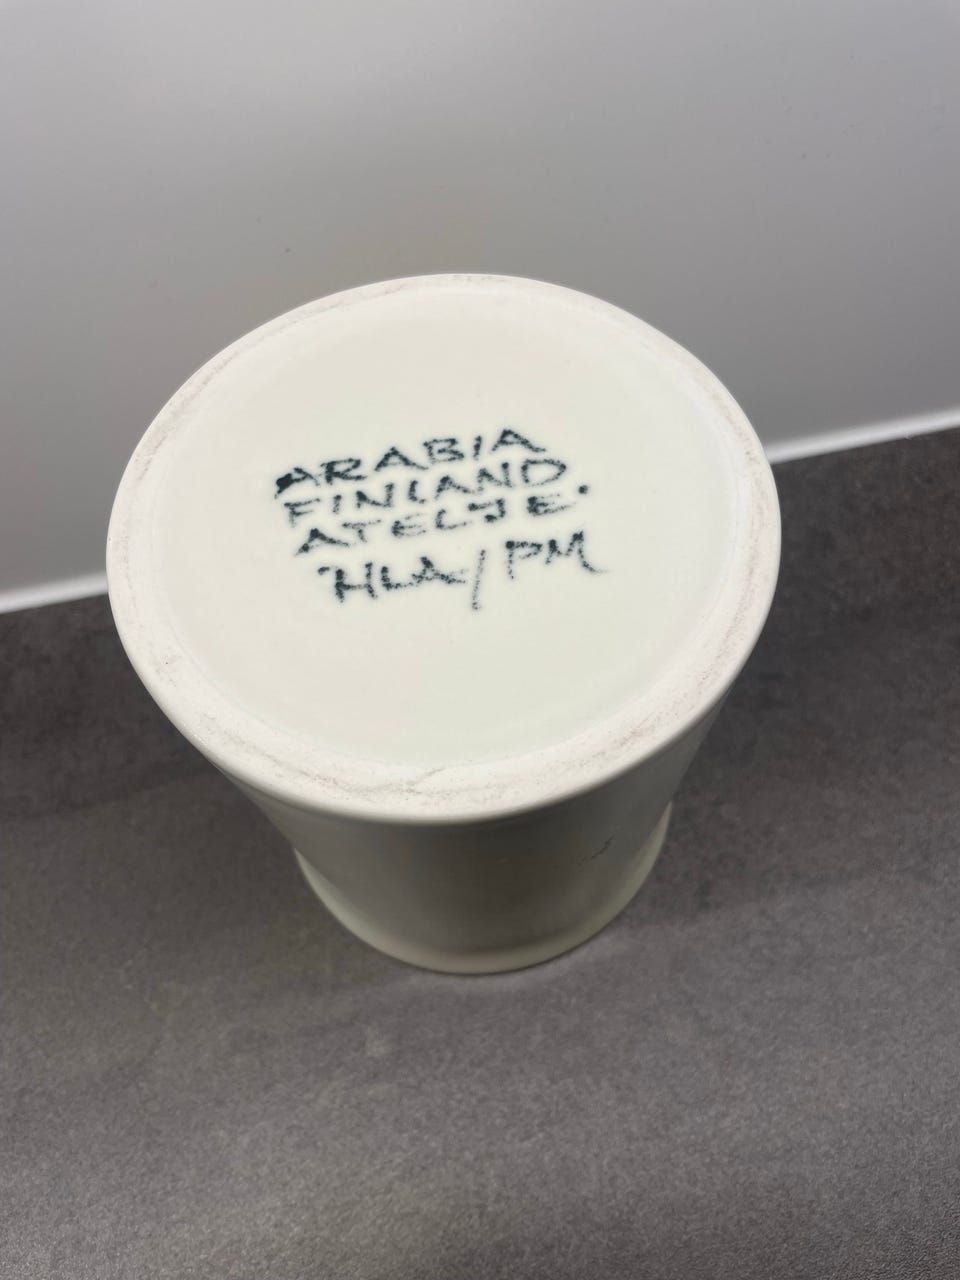 ARABIA
FINLAND
ATELJE.
HLA/PM